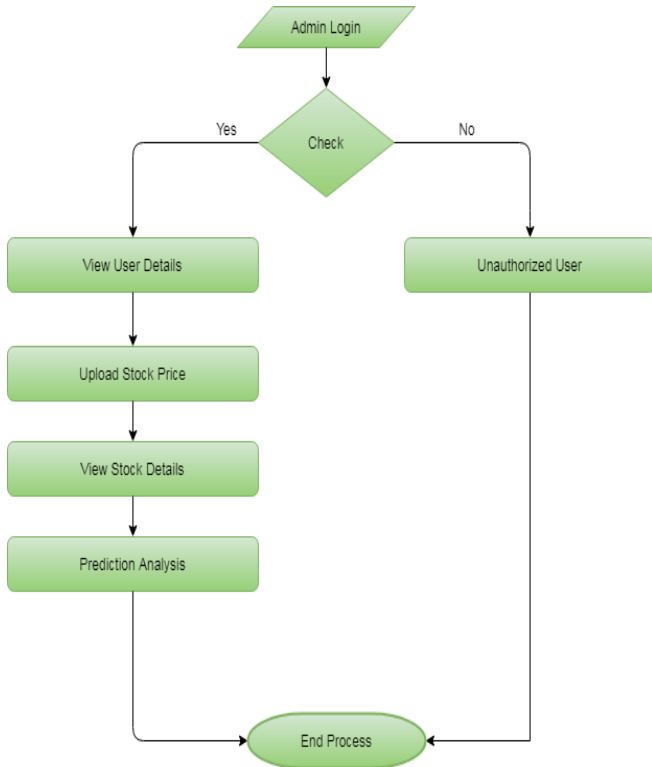 Admin Login
Check
Yes
No
View User Details
Unauthorized User
Upload Stock Price
View Stock Details
Prediction Analysis
End Process